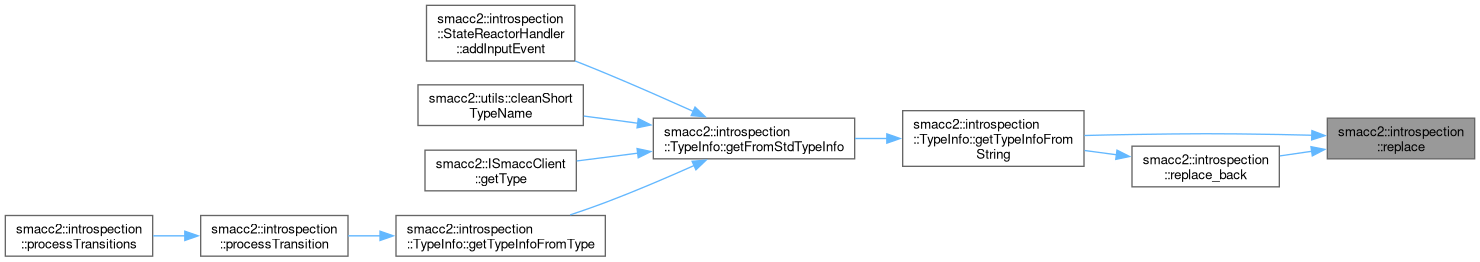 smacc2::introspection
::StateReactorHandler
::addInputEvent
smacc2::utils::cleanShort
TypeName
smacc2::ISmaccClient
::getType
smacc2::introspection
::processTransitions
smacc2::introspection
::processTransition
smacc2::introspection
::TypeInfo::getTypeInfoFromType
smacc2::introspection
::TypeInfo::getFromStdTypeInfo
smacc2::introspection
::TypeInfo::getTypeInfoFrom
String
smacc2::introspection
::replace_back
smacc2::introspection
::replace